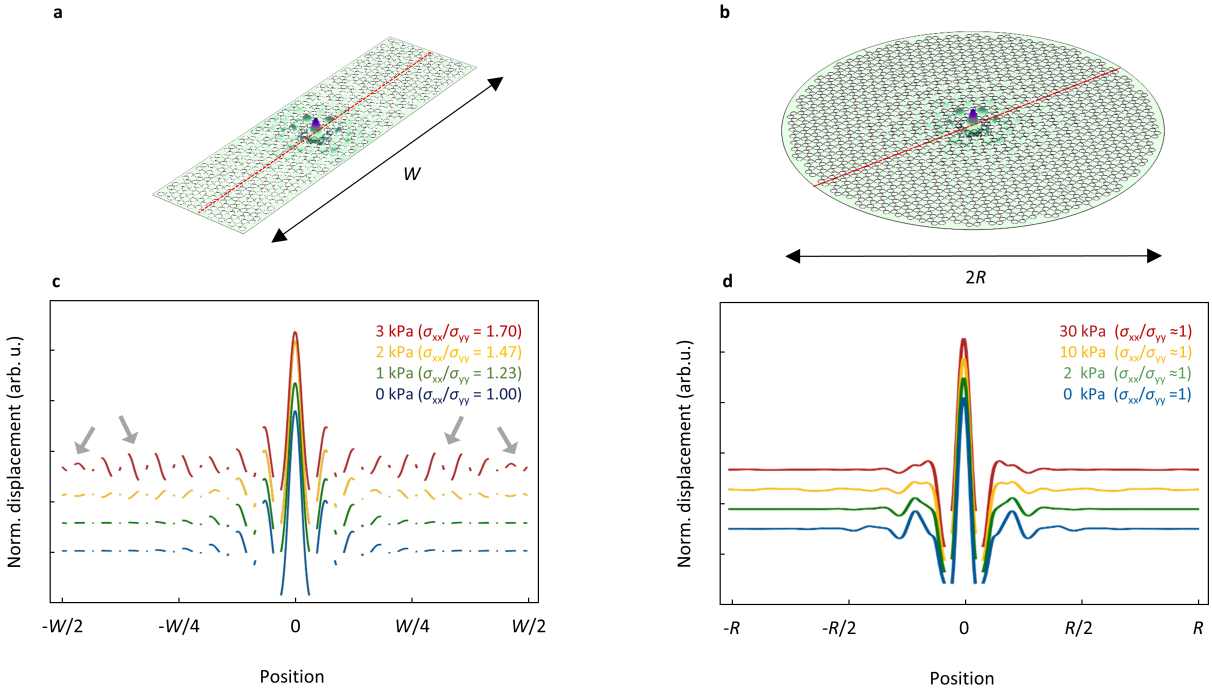 a
b
W
2R
c
d
3 kPa (σxx/σyy = 1.70)
2 kPa (σxx/σyy = 1.47)
1 kPa (σxx/σyy = 1.23)
0 kPa (σxx/σyy = 1.00)
Norm. displacement (arb. u.)
-W/2 -W/4 0 W/4 W/2
Position
30 kPa (σxx/σyy ≈1)
10 kPa (σxx/σyy ≈1)
2 kPa (σxx/σyy ≈1)
0 kPa (σxx/σyy =1)
Norm. displacement (arb.u.)
-R -R/2 0 R/2 R
Position